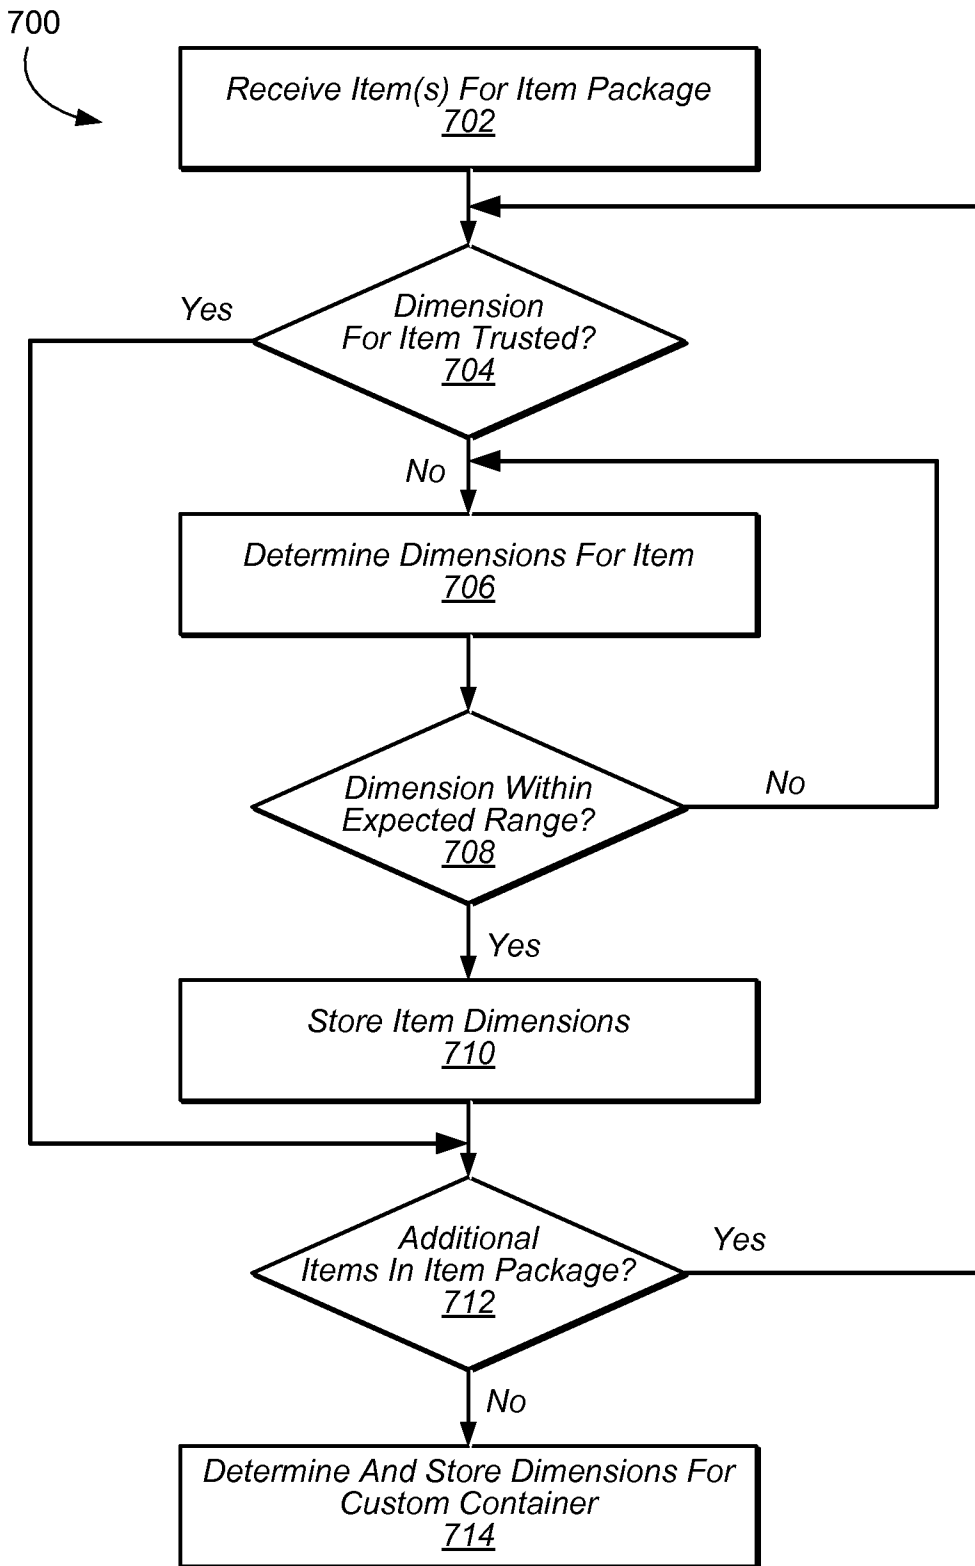 700
Receive Item(s) For Item Package
702
Yes
Dimension
For Item Trusted?
704
No
Determine Dimensions For Item
706
Dimension Within
Expected Range?
708
No
Yes
Store Item Dimensions
710
Additional
Items In Item Package?
712
Yes
No
Determine And Store Dimensions For
Custom Container
714